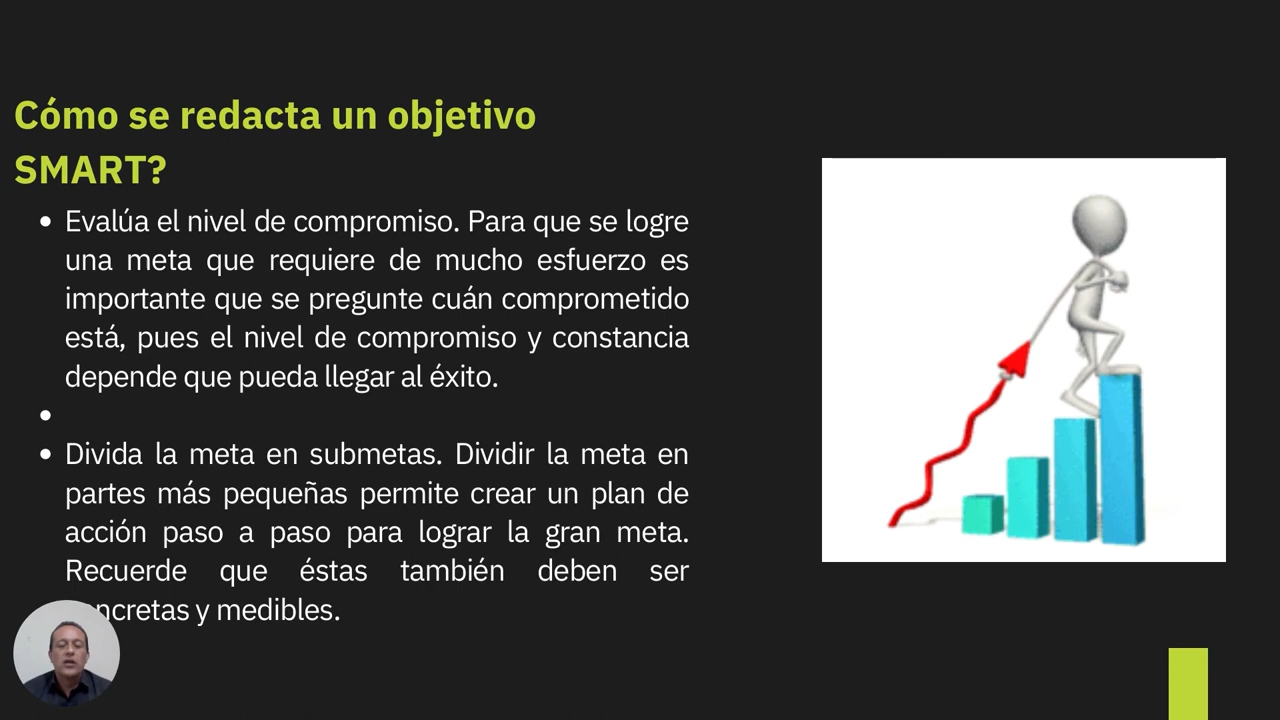 Cómo se redacta un objetivo
SMART?
• Evalúa el nivel de compromiso. Para que se logre
una meta que requiere de mucho esfuerzo es
importante que se pregunte cuán comprometido
está, pues el nivel de compromiso y constancia
depende que pueda llegar al éxito.
•
• Divida la meta en submetas. Dividir la meta en
partes más pequeñas permite crear un plan de
acción paso a paso para lograr la gran meta.
Recuerde que éstas también deben ser
ncretas y medibles.